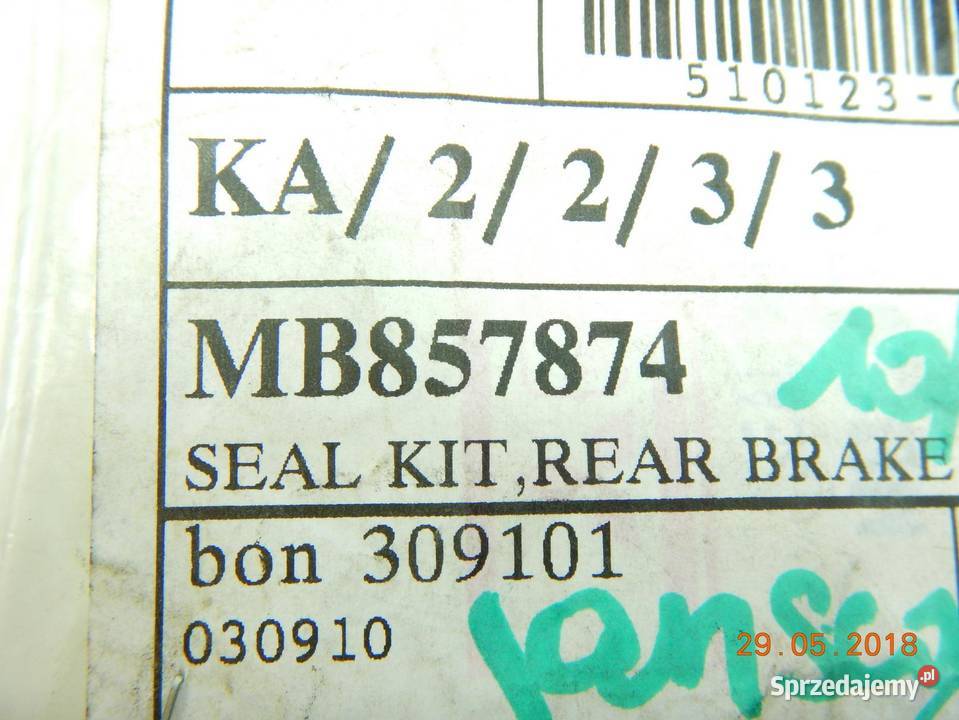 510123-
KA/ 2/ 2/ 3/ 3
MB857874
SEAL KIT,REAR BRAKE
bon 309101
030910
29.05.2018
Sprzedajemy.pl